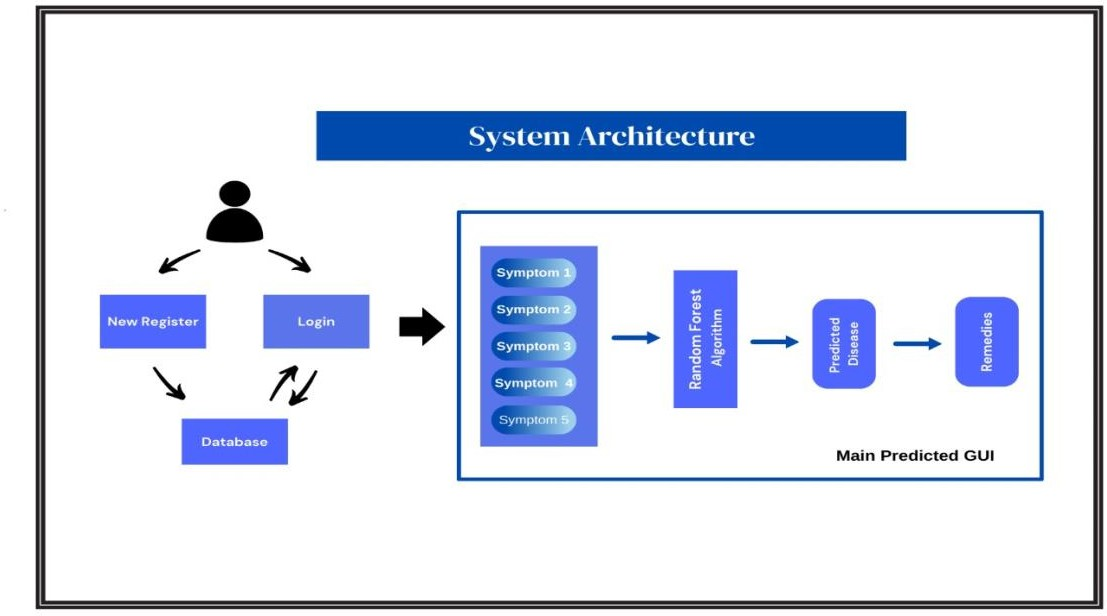 System Architecture
New Register
Login
Database
Symptom 1
Symptom 2
Symptom 3
Symptom 4
Symptom 5
Random Forest
Algorithm
Predicted
Disease
Remedies
Main Predicted GUI